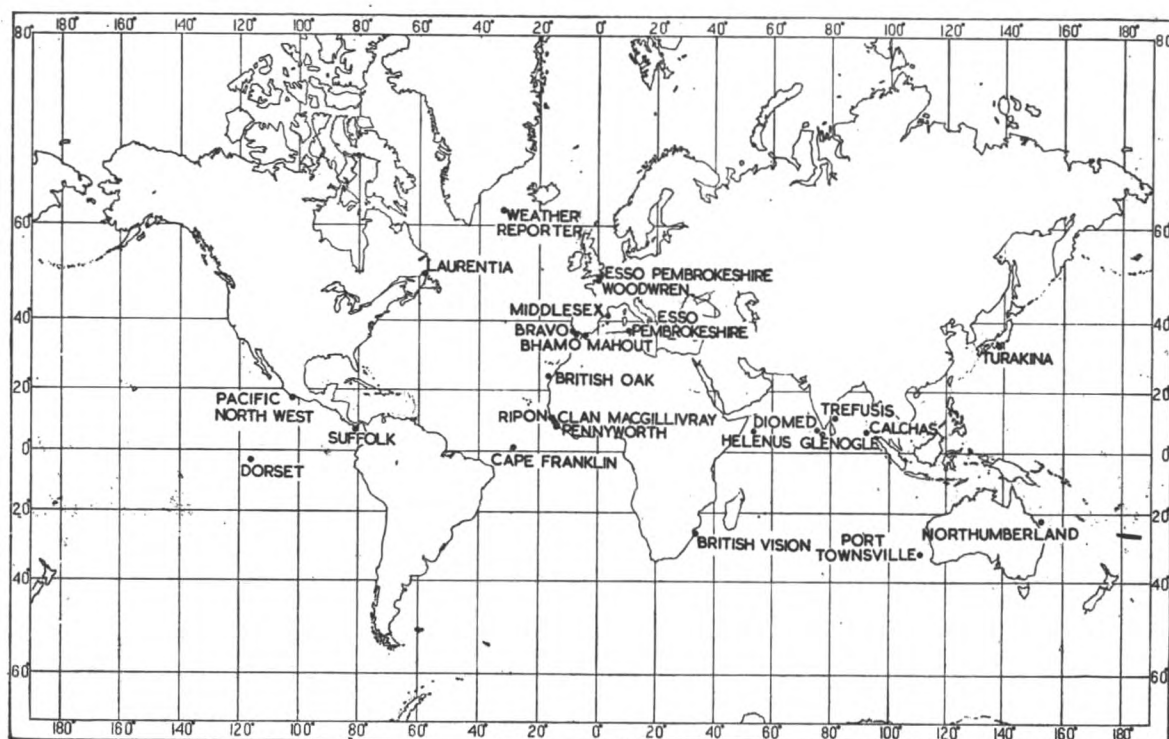 180° 160° 140° 120° 100° 80° 60° 40° 20° 0° 20° 40° 60° 80° 100° 120° 140° 160° 180°
80° 80°
WEATHER
REPORTER
60° 60°
LAURENTIA
ESSO PEMBROKESHIRE
WOODWREN
MIDDLESEX
ESSO
PEMBROKESHIRE
40° 40°
BRAVO
BHAMO MAHOUT
TURAKINA
BRITISH OAK
20° 20°
PACIFIC
NORTH WEST
RIPON
CLAN MACGILLIVRAY
PENNYWORTH
DIOMED
TREFUSIS
CALCHAS
SUFFOLK
HELENUS GLENOGLE
0° 0°
CAPE FRANKLIN
DORSET
20° 20°
BRITISH VISION
PORT
TOWNSVILLE
NORTHUMBERLAND
40° 40°
60° 60°
180° 160° 140° 120° 100° 80° 60° 40° 20° 0° 20° 40° 60° 80° 100° 120° 140° 160° 180°